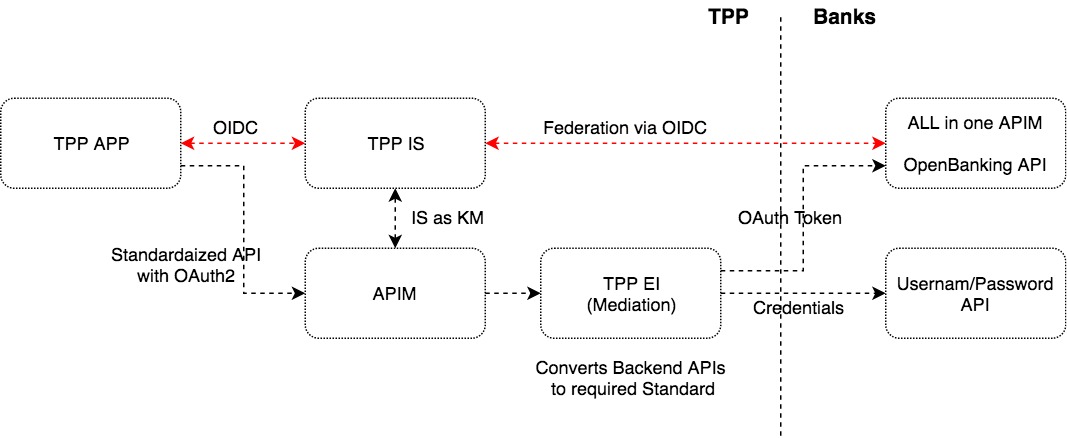 TPP
Banks
TPP APP
OIDC
TPP IS
Federation via OIDC
ALL in one APIM
OpenBanking API
IS as KM
OAuth Token
Standardaized API
with OAuth2
APIM
TPP EI
(Mediation)
Credentials
Usernam/Password
API
Converts Backend APIs
to required Standard